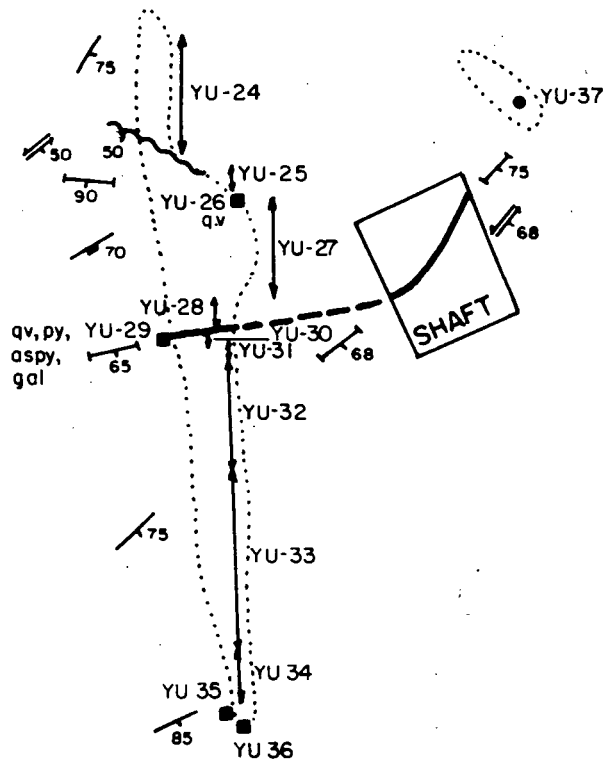 75
YU-24
YU-37
50
50
YU-25
75
90
YU-26
q.v
68
YU-27
70
YU-28
SHAFT
qv, py,
YU-29
YU-30
aspy,
65
YU-31
68
gal
YU-32
75
YU-33
YU 34
YU 35
85
YU 36